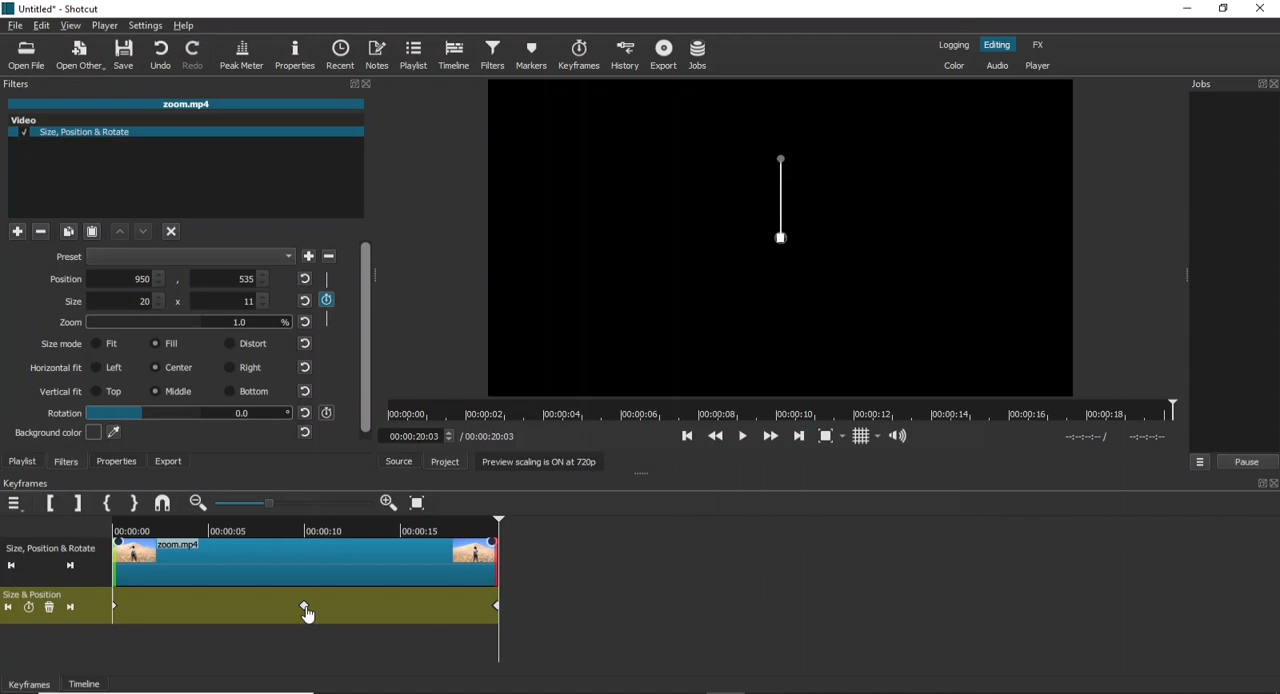 Untitled* - Shotcut
File Edit View Player Settings Help
Open File Open Other.. Save Undo Redo Peak Meter Properties Recent Notes Playlist Timeline Filters Markers Keyframes History Export Jobs
Logging Editing FX
Color Audio Player
Filters
zoom.mp4
Video
✓ Size, Position & Rotate
Preset
Position 950 , 535
Size 20 x 11
Zoom 1.0 %
Size mode Fit Fill Distort
Horizontal fit Left Center Right
Vertical fit Top Middle Bottom
Rotation 0.0 °
Background color
Playlist Filters Properties Export
00:00:00 00:00:02 00:00:04 00:00:06 00:00:08 00:00:10 00:00:12 00:00:14 00:00:16 00:00:18
00:00:20:03 / 00:00:20:03
--:--:--:-- / --:--:--:--
Source Project Preview scaling is ON at 720p
Jobs
Pause
Keyframes
00:00:00 00:00:05 00:00:10 00:00:15
Size, Position & Rotate
zoom.mp4
Size & Position
Keyframes Timeline